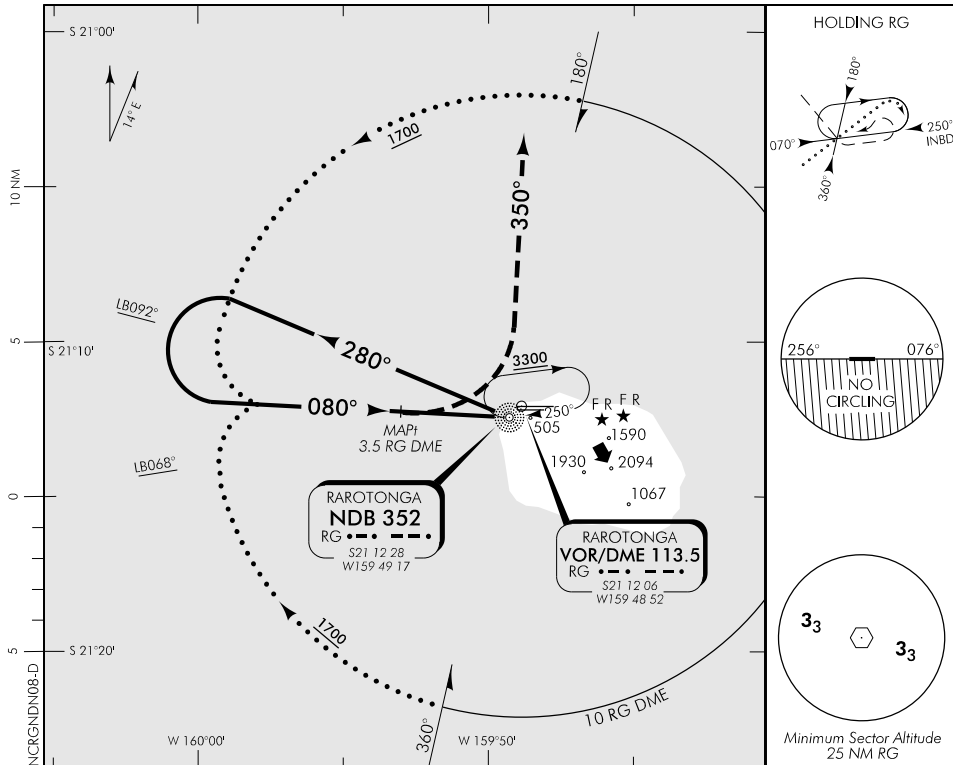 S 21°00'
14° E
180°
1700
10 NM
350°
LB092°
5
S 21°10'
280°
3300
080°
250°
505
MAPt
3.5 RG DME
F R F R
1590
1930
2094
1067
LB068°
0
RAROTONGA
NDB 352
RG
S21 12 28
W159 49 17
RAROTONGA
VOR/DME 113.5
RG
S21 12 06
W159 48 52
1700
5
S 21°20'
10 RG DME
360°
W 160°00'
W 159°50'
NCRGNDN08-D
HOLDING RG
180°
070°
250°
INBD
360°
256°
076°
NO
CIRCLING
3₃
3₃
Minimum Sector Altitude
25 NM RG